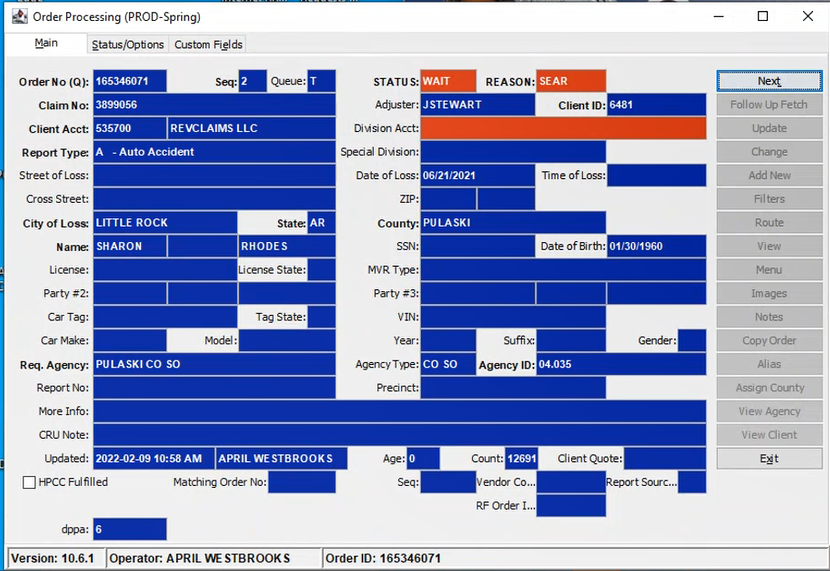 Order Processing (PROD-Spring)
Main Status/Options Custom Fields
Order No (Q): 165346071 Seq: 2 Queue: T STATUS: WAIT REASON: SEAR Next
Claim No: 3899056 Adjuster: JSTEWART Client ID: 6481 Follow Up Fetch
Client Acct: 535700 REVCLAIMS LLC Division Acct: Update
Report Type: A - Auto Accident Special Division: Change
Street of Loss: Date of Loss: 06/21/2021 Time of Loss: Add New
Cross Street: ZIP: Filters
City of Loss: LITTLE ROCK State: AR County: PULASKI Route
Name: SHARON RHODES SSN: Date of Birth: 01/30/1960 View
License: License State: MVR Type: Menu
Party #2: Party #3: Images
Car Tag: Tag State: VIN: Notes
Car Make: Model: Year: Suffix: Gender: Copy Order
Req. Agency: PULASKI CO SO Agency Type: CO SO Agency ID: 04.035 Alias
Report No: Precinct: Assign County
More Info: View Agency
CRU Note: View Client
Updated: 2022-02-09 10:58 AM APRIL WESTBROOKS Age: 0 Count: 12691 Client Quote: Exit
HPCC Fulfilled Matching Order No: Seq: Vendor Co... Report Sourc...
RF Order I...
dppa: 6
Version: 10.6.1 Operator: APRIL WESTBROOKS Order ID: 165346071